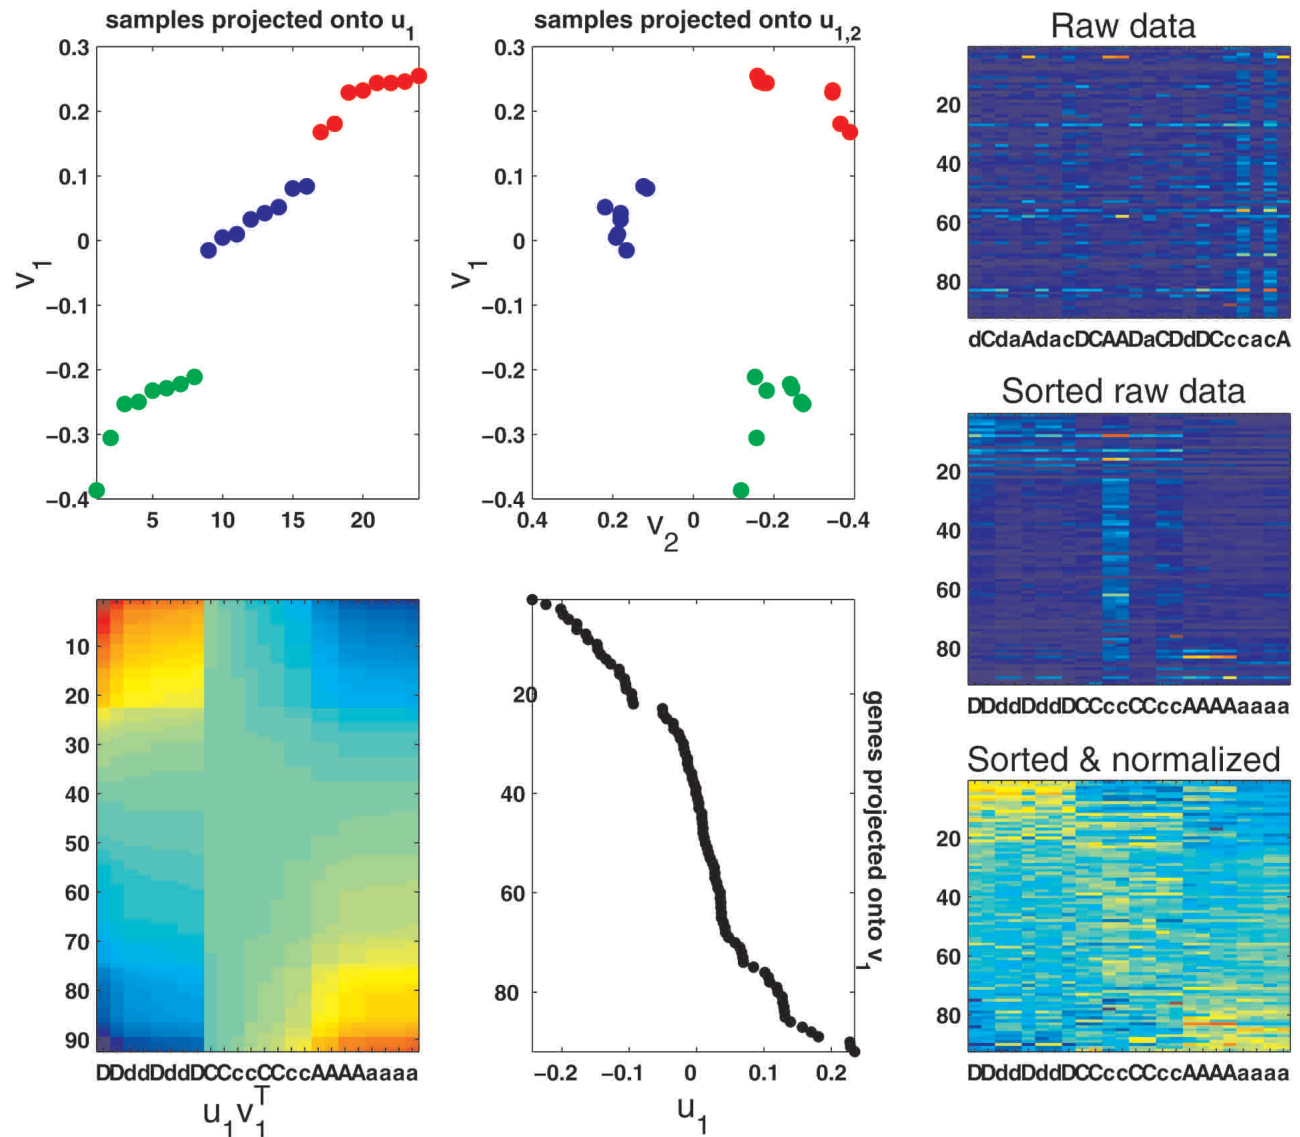 samples projected onto u1
0.3
0.2
0.1
0
−0.1
−0.2
−0.3
−0.4
v1
5 10 15 20
samples projected onto u1,2
0.3
0.2
0.1
0
−0.1
−0.2
−0.3
−0.4
v1
0.4 0.2 0 −0.2 −0.4
v2
Raw data
20
40
60
80
dCdaAdacDCAADaCDdDCccacA
Sorted raw data
20
40
60
80
DDddDddDCCccCCccAAAAaaaa
10
20
30
40
50
60
70
80
90
DDddDddDCCccCCccAAAAaaaa
u1v1T
20
40
60
80
−0.2 −0.1 0 0.1 0.2
u1
genes projected onto v1
Sorted & normalized
20
40
60
80
DDddDddDCCccCCccAAAAaaaa